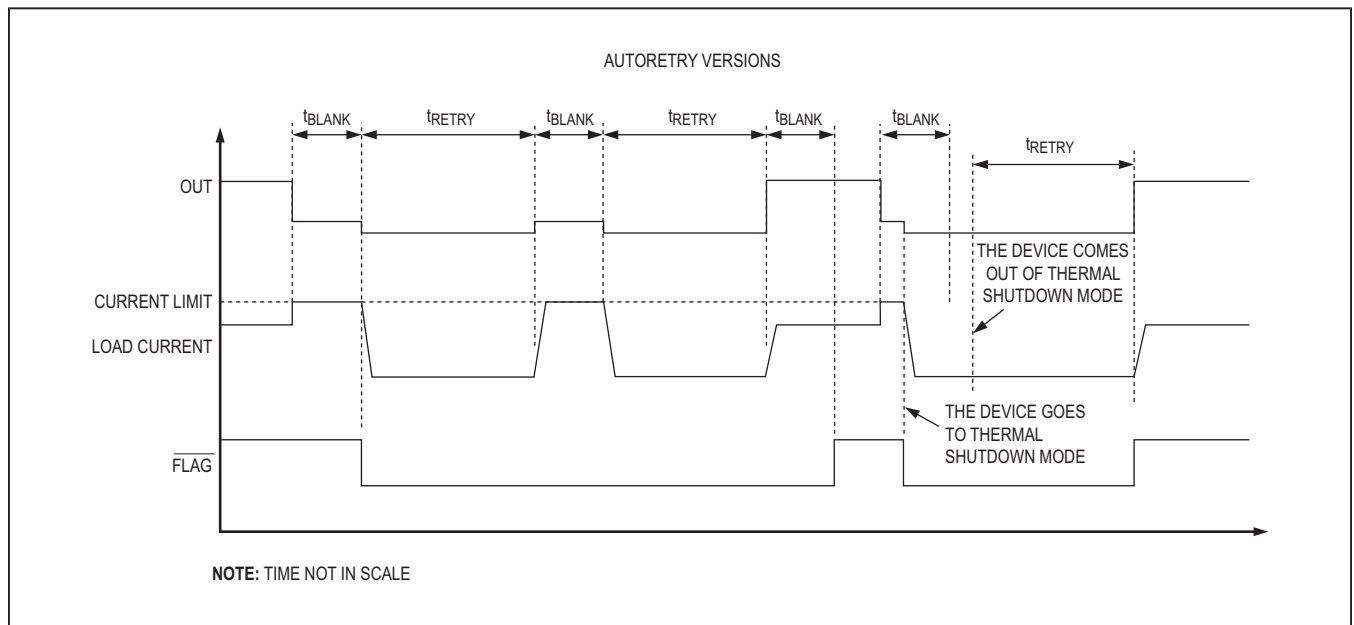 AUTORETRY VERSIONS
tBLANK
tRETRY
tBLANK
tRETRY
tBLANK
tBLANK
tRETRY
OUT
THE DEVICE COMES
OUT OF THERMAL
SHUTDOWN MODE
CURRENT LIMIT
LOAD CURRENT
THE DEVICE GOES
TO THERMAL
SHUTDOWN MODE
FLAG
NOTE: TIME NOT IN SCALE